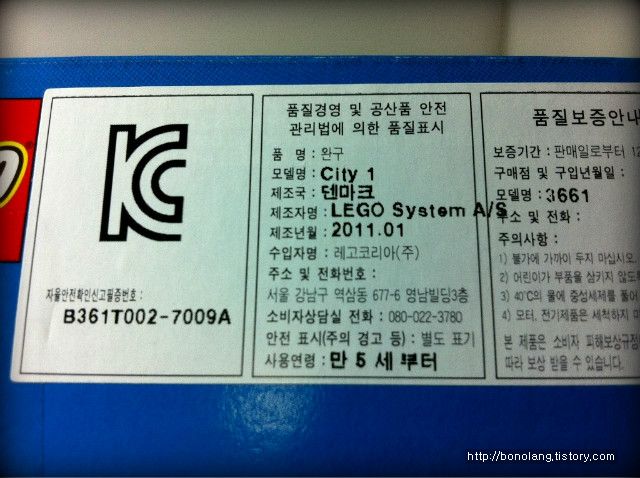 KC
자율안전확인신고필증번호 :
B361T002-7009A
품질경영 및 공산품 안전
관리법에 의한 품질표시
품 명 : 완구
모델명 : City 1
제조국 : 덴마크
제조자명 : LEGO System A/S
제조년월 : 2011.01
수입자명 : 레고코리아(주)
주소 및 전화번호 :
서울 강남구 역삼동 677-6 영남빌딩3층
소비자상담실 전화 : 080-022-3780
안전 표시(주의 경고 등) : 별도 표기
사용연령 : 만 5 세 부터
품질보증안내
보증기간 : 판매일로부터 12
구매점 및 구입년월일 :
모델명 : 3661
주소 및 전화 :
주의사항 :
1) 불가에 가까이 두지 마십시오.
2) 어린이가 부품을 삼키지 않도록
3) 40℃의 물에 중성세제를 풀어
4) 모터, 전기제품은 세척하지
본 제품은 소비자 피해보상규정
따라 보상 받을 수 있습니다.
http://bonolang.tistory.com